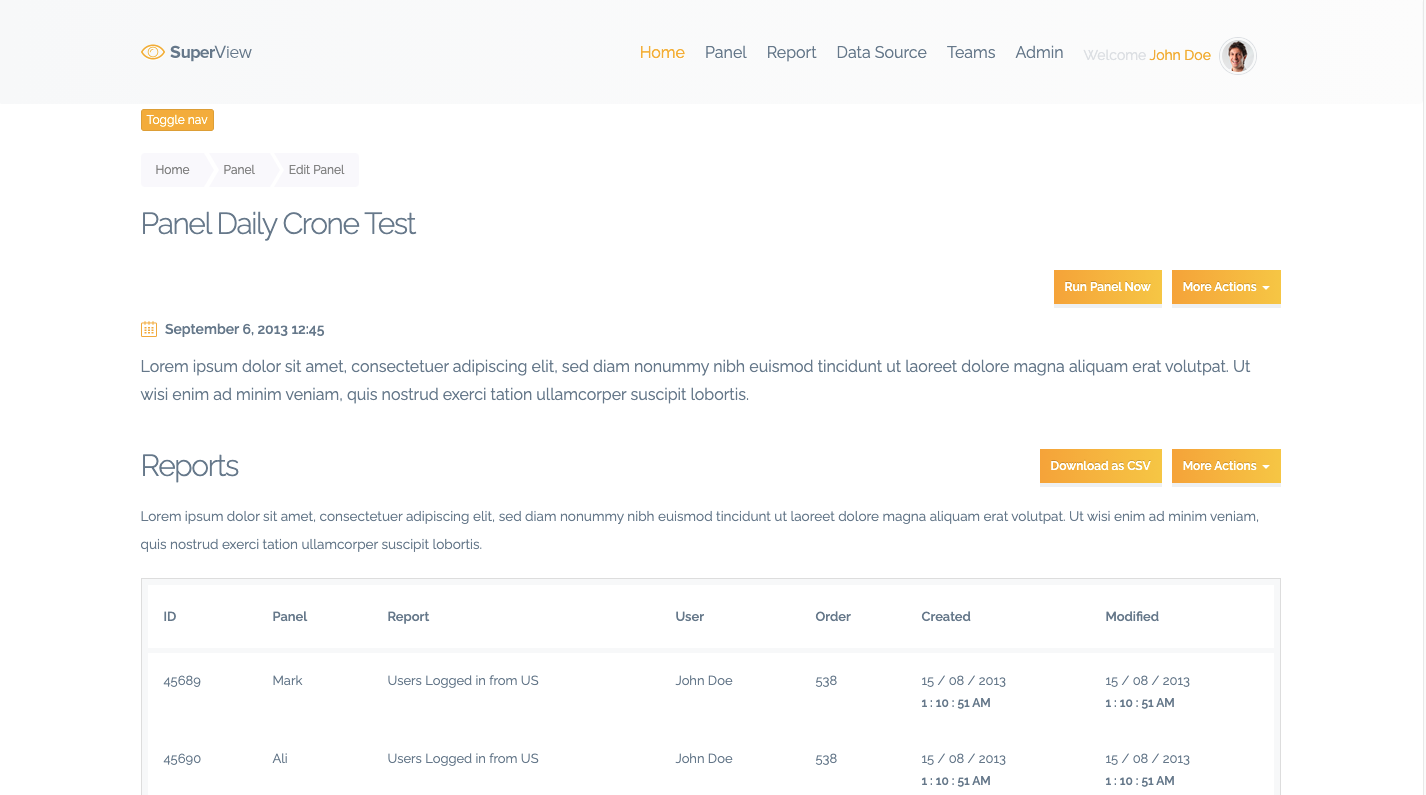 SuperView
Home Panel Report Data Source Teams Admin Welcome John Doe
Toggle nav
Home Panel Edit Panel
Panel Daily Crone Test
Run Panel Now More Actions
September 6, 2013 12:45
Lorem ipsum dolor sit amet, consectetuer adipiscing elit, sed diam nonummy nibh euismod tincidunt ut laoreet dolore magna aliquam erat volutpat. Ut
wisi enim ad minim veniam, quis nostrud exerci tation ullamcorper suscipit lobortis.
Reports
Download as CSV More Actions
Lorem ipsum dolor sit amet, consectetuer adipiscing elit, sed diam nonummy nibh euismod tincidunt ut laoreet dolore magna aliquam erat volutpat. Ut wisi enim ad minim veniam,
quis nostrud exerci tation ullamcorper suscipit lobortis.
ID Panel Report User Order Created Modified
45689 Mark Users Logged in from US John Doe 538 15 / 08 / 2013 15 / 08 / 2013
1 : 10 : 51 AM 1 : 10 : 51 AM
45690 Ali Users Logged in from US John Doe 538 15 / 08 / 2013 15 / 08 / 2013
1 : 10 : 51 AM 1 : 10 : 51 AM